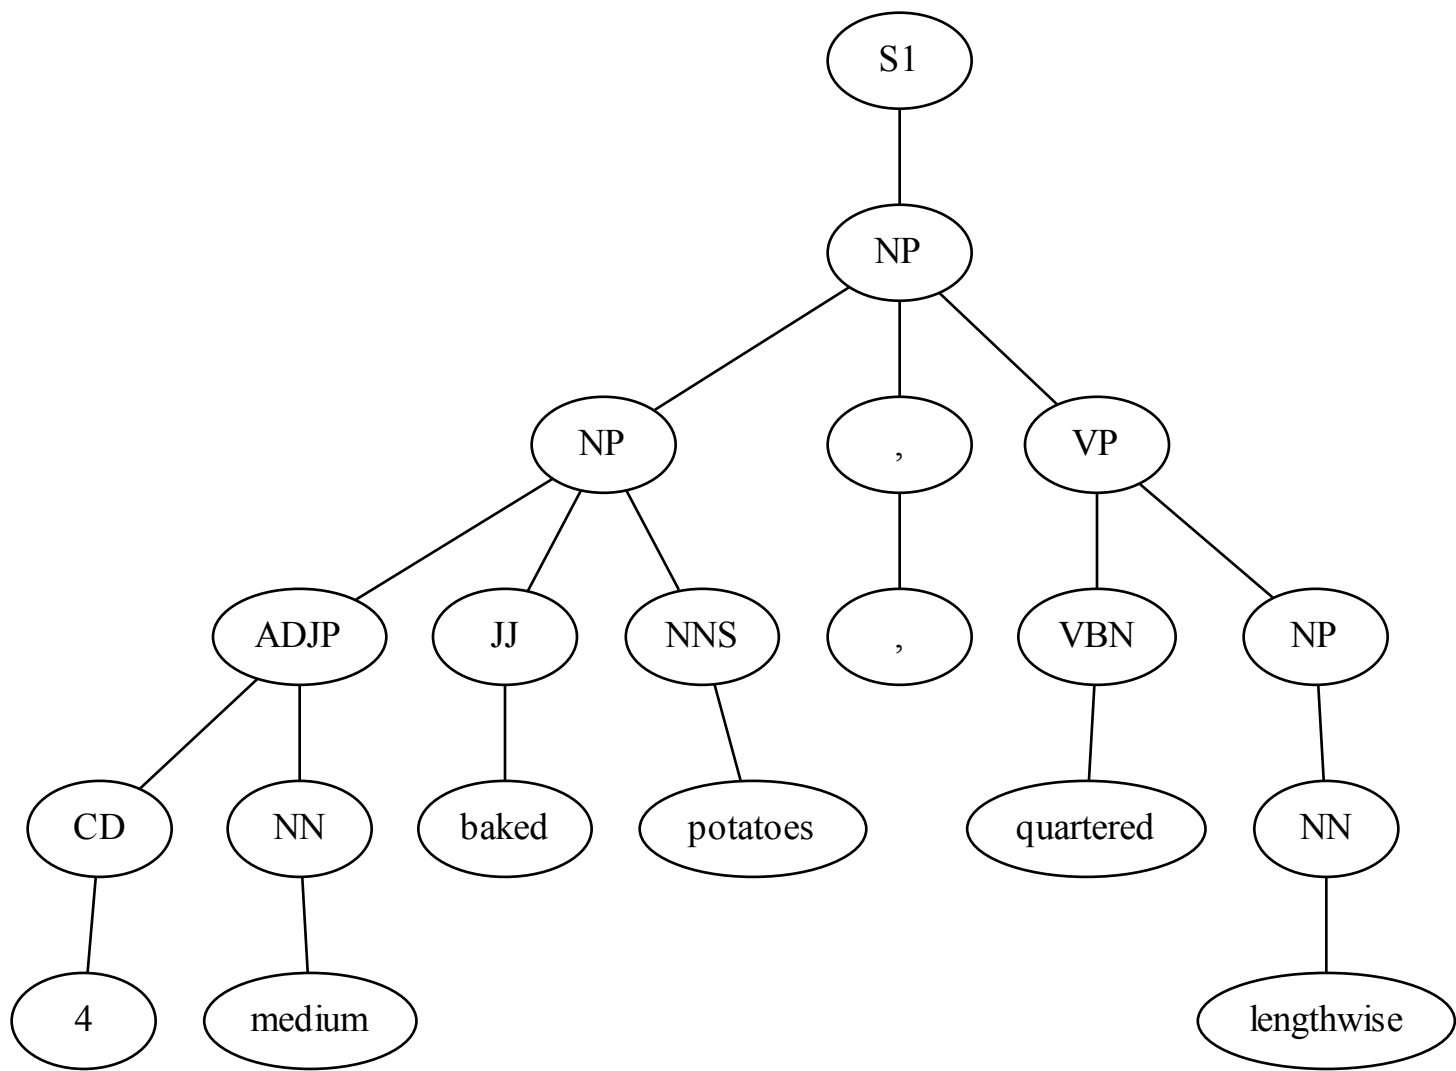 S1
NP
NP , VP
ADJP JJ NNS , VBN NP
CD NN baked potatoes quartered NN
4 medium lengthwise